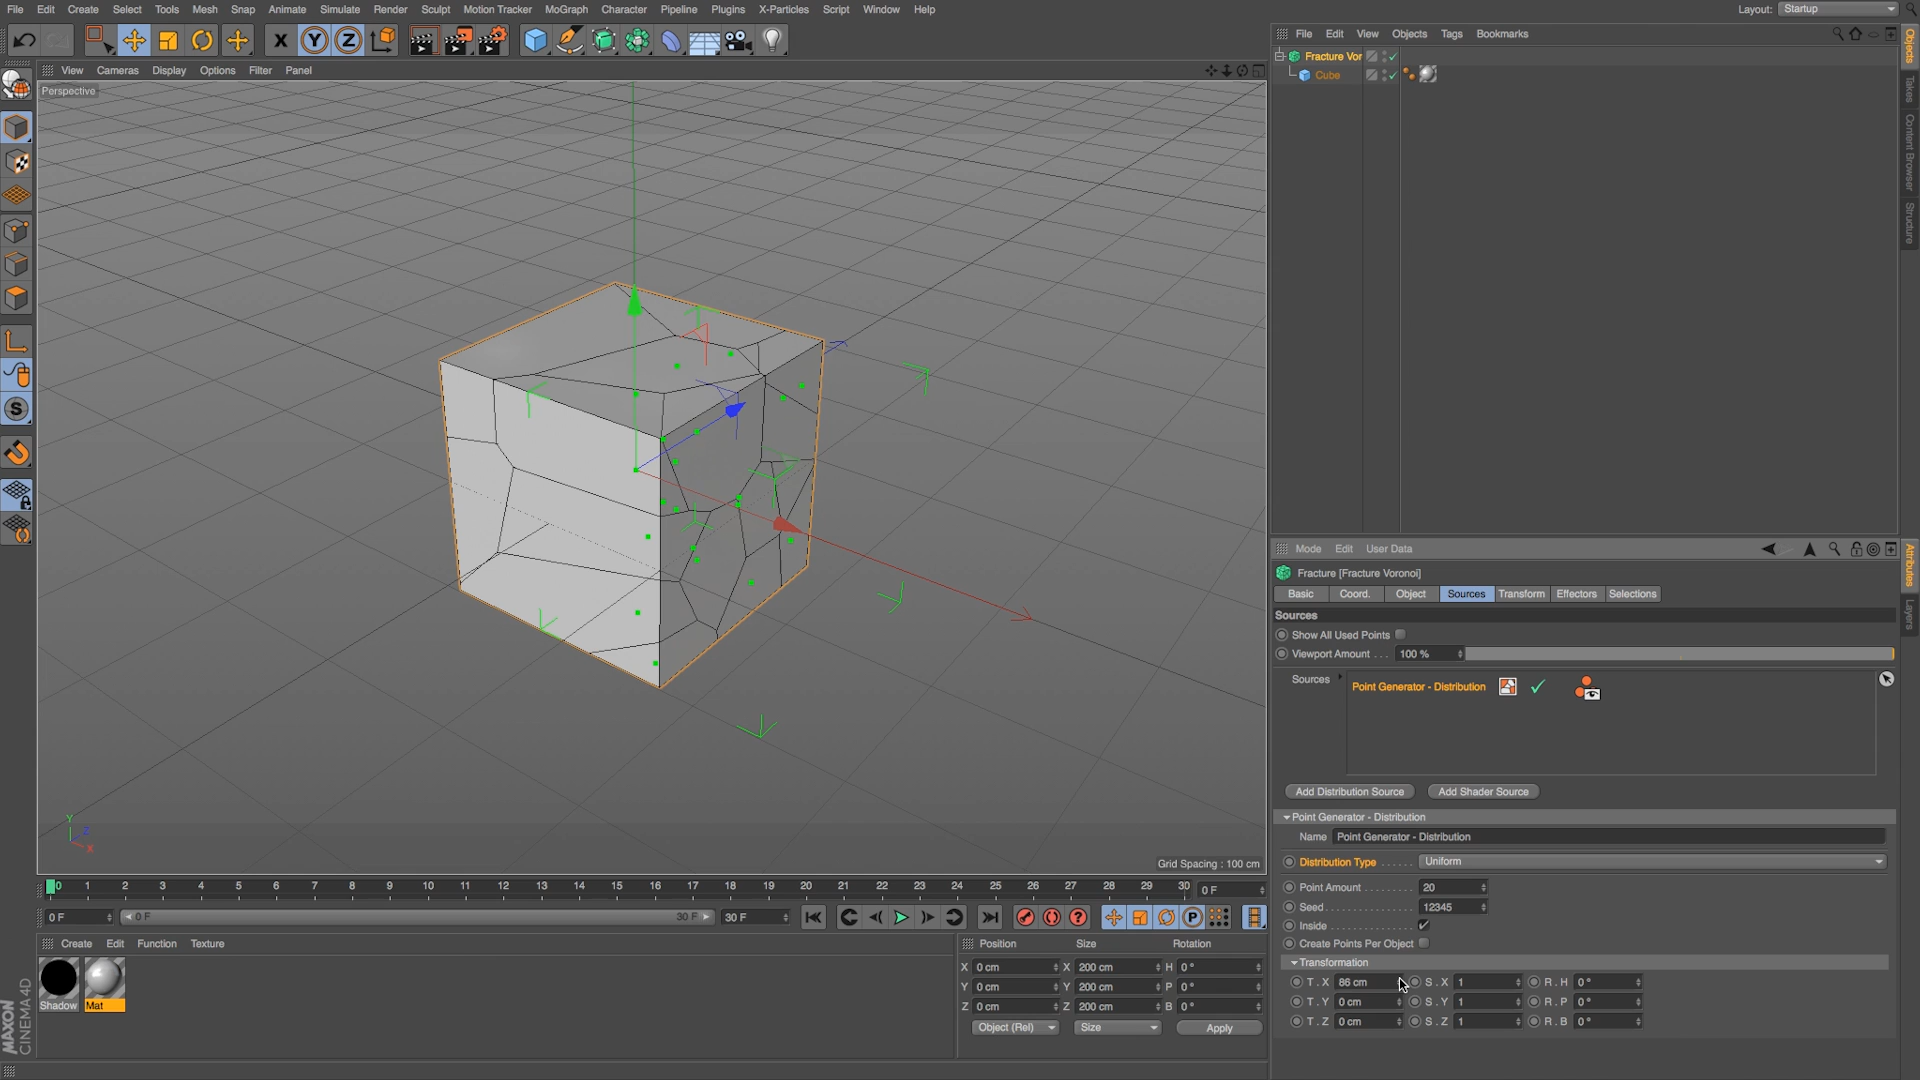 File Edit Create Select Tools Mesh Snap Animate Simulate Render Sculpt Motion Tracker MoGraph Character Pipeline Plugins X-Particles Script Window Help Layout: Startup
X Y Z
File Edit View Objects Tags Bookmarks
View Cameras Display Options Filter Panel
Perspective
Fracture Vor
Cube
Objects
Takes
Content Browser
Structure
Y
Z
X
Grid Spacing : 100 cm
Mode Edit User Data
Fracture [Fracture Voronoi]
Basic Coord. Object Sources Transform Effectors Selections
Attributes
Layers
Sources
Show All Used Points
Viewport Amount . . . 100 %
Sources
Point Generator - Distribution
Add Distribution Source Add Shader Source
Point Generator - Distribution
Name Point Generator - Distribution
Distribution Type . . . . . . Uniform
Point Amount . . . . . . . . . 20
Seed . . . . . . . . . . . . . . . 12345
Inside . . . . . . . . . . . . . . .
Create Points Per Object
Transformation
T . X 86 cm S . X 1 R . H 0 °
T . Y 0 cm S . Y 1 R . P 0 °
T . Z 0 cm S . Z 1 R . B 0 °
0 1 2 3 4 5 6 7 8 9 10 11 12 13 14 15 16 17 18 19 20 21 22 23 24 25 26 27 28 29 30 0 F
0 F 0 F 30 F 30 F
P
Create Edit Function Texture
Shadow Mat
Position Size Rotation
X 0 cm X 200 cm H 0 °
Y 0 cm Y 200 cm P 0 °
Z 0 cm Z 200 cm B 0 °
Object (Rel) Size Apply
MAXON
CINEMA 4D